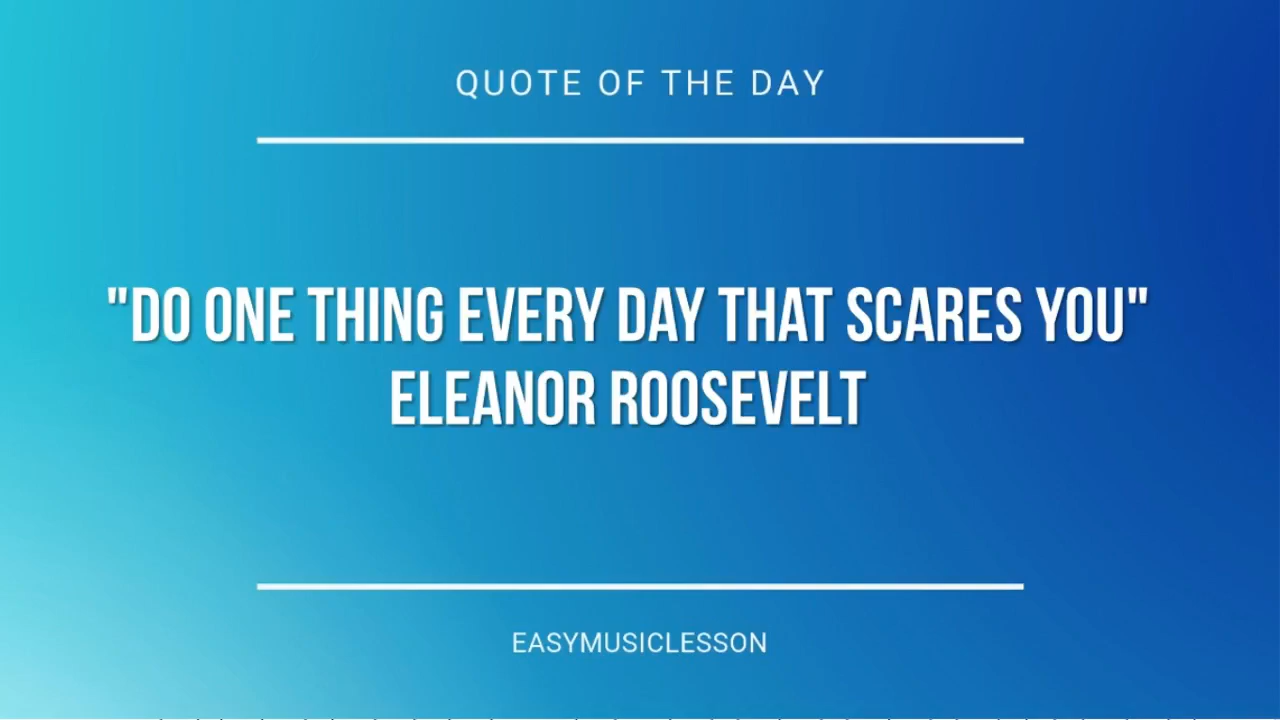 QUOTE OF THE DAY
"DO ONE THING EVERY DAY THAT SCARES YOU"
ELEANOR ROOSEVELT
EASYMUSICLESSON